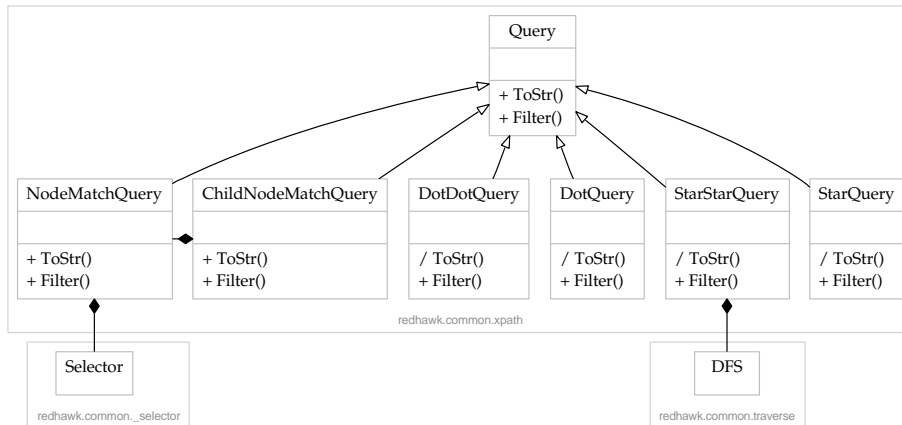 Query
+ ToStr()
+ Filter()
NodeMatchQuery
+ ToStr()
+ Filter()
ChildNodeMatchQuery
+ ToStr()
+ Filter()
DotDotQuery
/ ToStr()
+ Filter()
DotQuery
/ ToStr()
+ Filter()
StarStarQuery
/ ToStr()
+ Filter()
StarQuery
/ ToStr()
+ Filter()
redhawk.common.xpath
Selector
redhawk.common._selector
DFS
redhawk.common.traverse